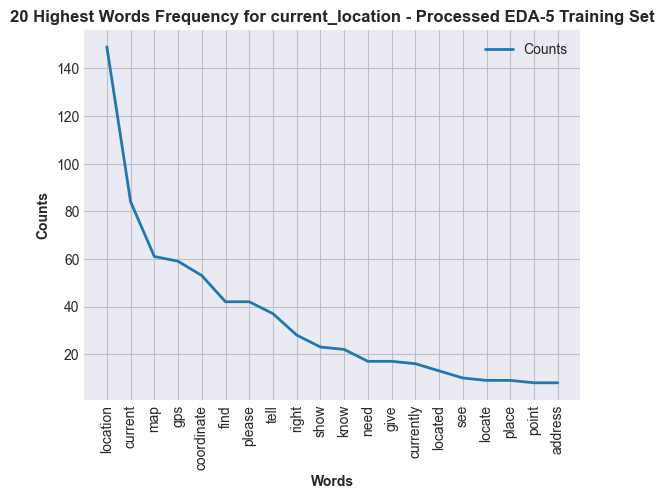 20 Highest Words Frequency for current_location - Processed EDA-5 Training Set
Counts
140
120
100
80
60
40
20
Counts
location
current
map
gps
coordinate
find
please
tell
right
show
know
need
give
currently
located
see
locate
place
point
address
Words